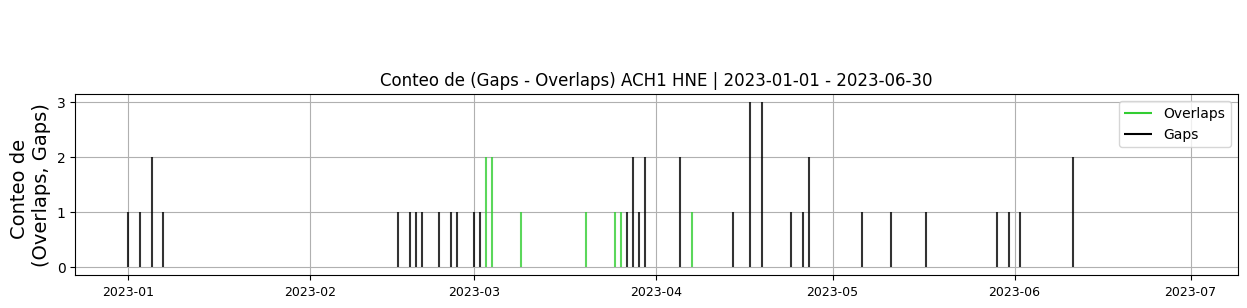 Conteo de (Gaps - Overlaps) ACH1 HNE | 2023-01-01 - 2023-06-30
Conteo de
(Overlaps, Gaps)
3
2
1
0
Overlaps
Gaps
2023-01
2023-02
2023-03
2023-04
2023-05
2023-06
2023-07